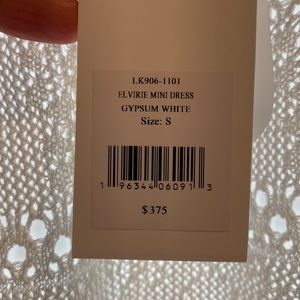 LK906-1101
ELVIRIE MINI DRESS
GYPSUM WHITE
Size: S
1 96344 06091 3
$375